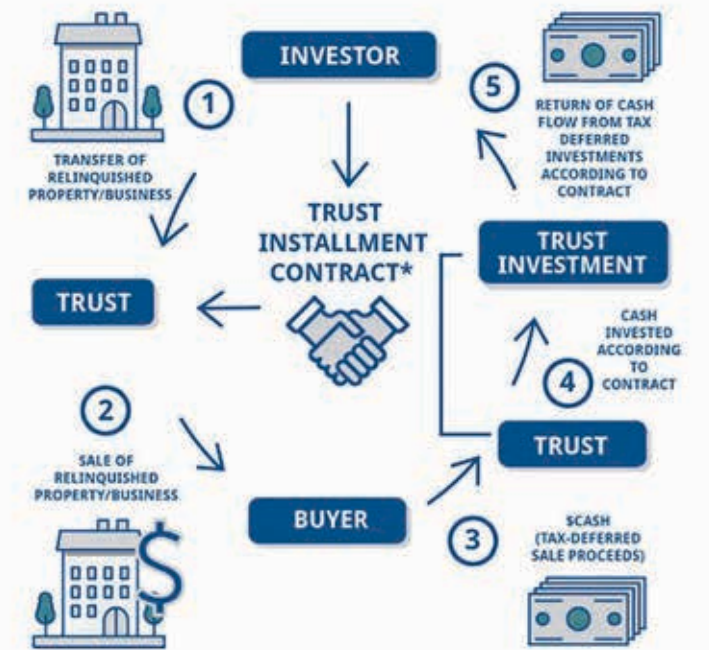 INVESTOR
1
TRANSFER OF
RELINQUISHED
PROPERTY/BUSINESS
TRUST
INSTALLMENT
CONTRACT*
TRUST
2
SALE OF
RELINQUISHED
PROPERTY/BUSINESS
$
BUYER
3
$CASH
(TAX-DEFERRED
SALE PROCEEDS)
TRUST
4
CASH
INVESTED
ACCORDING
TO
CONTRACT
TRUST
INVESTMENT
5
RETURN OF CASH
FLOW FROM TAX
DEFERRED
INVESTMENTS
ACCORDING TO
CONTRACT